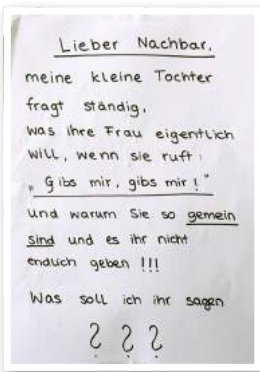 Lieber Nachbar,
meine kleine Tochter
fragt ständig,
was ihre Frau eigentlich
will, wenn sie ruft:
"Gibs mir, gibs mir!"
und warum Sie so gemein
sind und es ihr nicht
endlich geben !!!
Was soll ich ihr sagen
???